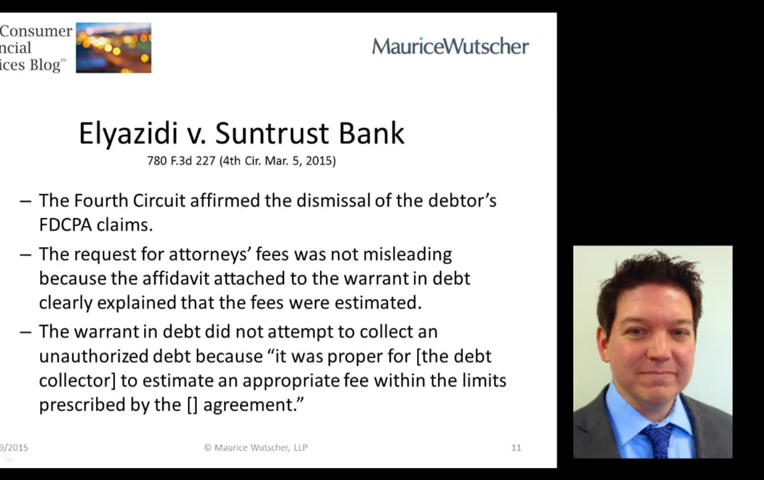 Consumer
ncial
ices Blog™
MauriceWutscher
Elyazidi v. Suntrust Bank
780 F.3d 227 (4th Cir. Mar. 5, 2015)
– The Fourth Circuit affirmed the dismissal of the debtor’s
FDCPA claims.
– The request for attorneys’ fees was not misleading
because the affidavit attached to the warrant in debt
clearly explained that the fees were estimated.
– The warrant in debt did not attempt to collect an
unauthorized debt because “it was proper for [the debt
collector] to estimate an appropriate fee within the limits
prescribed by the [] agreement.”
9/2015
© Maurice Wutscher, LLP
11